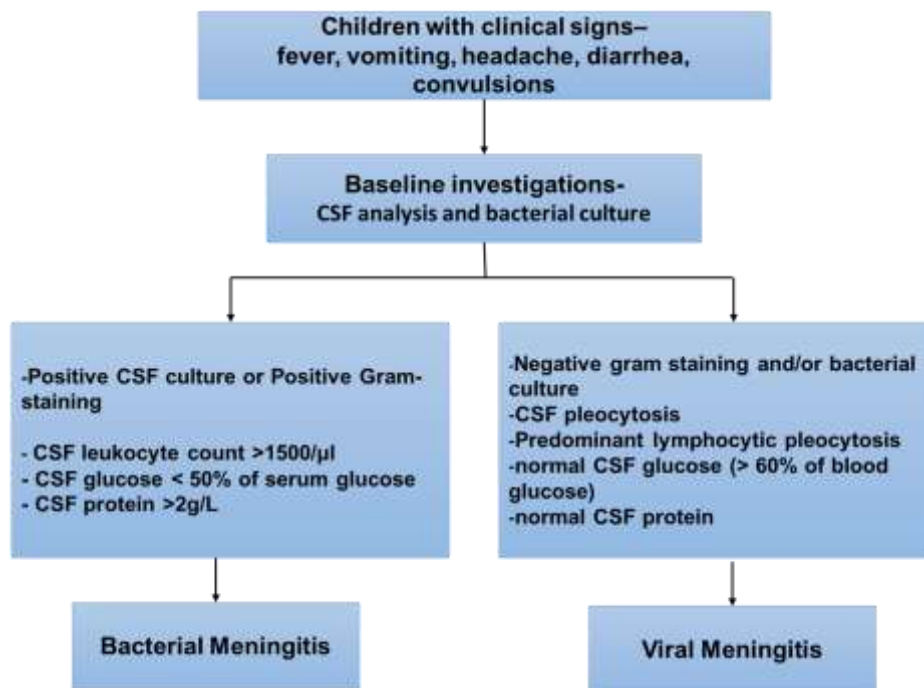 Children with clinical signs–
fever, vomiting, headache, diarrhea,
convulsions
Baseline investigations-
CSF analysis and bacterial culture
-Positive CSF culture or Positive Gram-
staining
- CSF leukocyte count >1500/µl
- CSF glucose < 50% of serum glucose
- CSF protein >2g/L
-Negative gram staining and/or bacterial
culture
-CSF pleocytosis
-Predominant lymphocytic pleocytosis
-normal CSF glucose (> 60% of blood
glucose)
-normal CSF protein
Bacterial Meningitis
Viral Meningitis